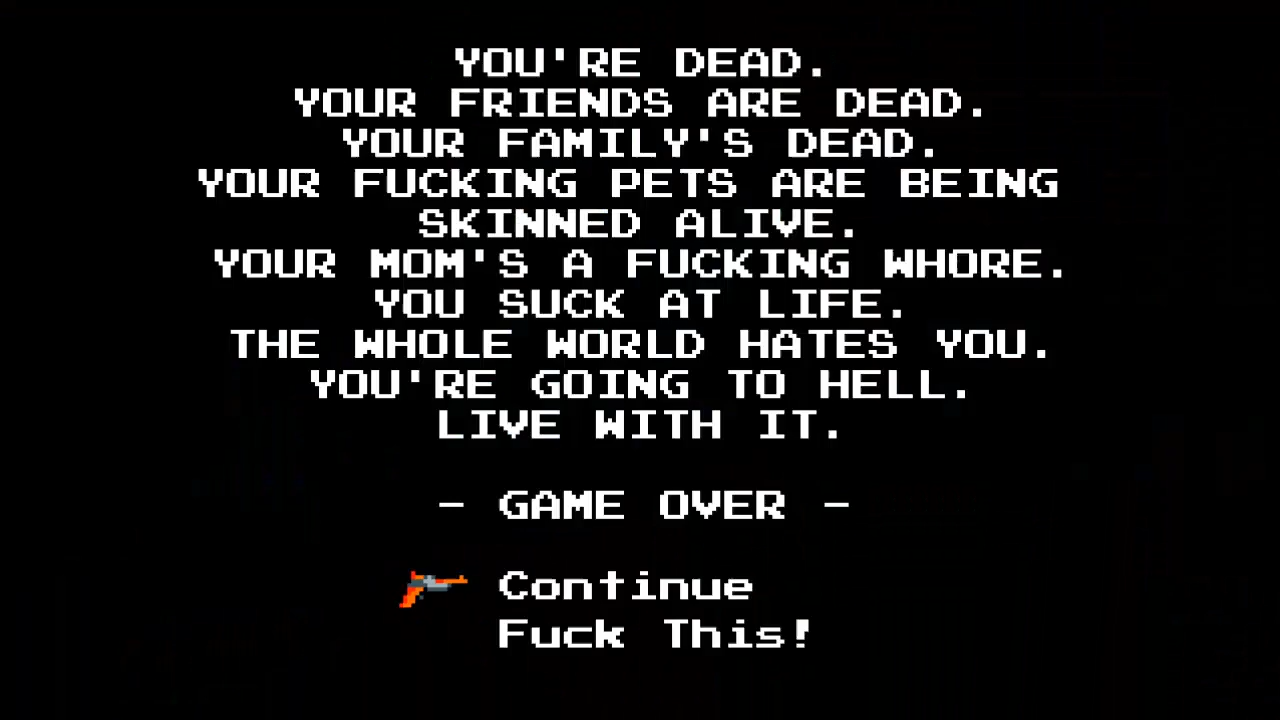 YOU'RE DEAD.
YOUR FRIENDS ARE DEAD.
YOUR FAMILY'S DEAD.
YOUR FUCKING PETS ARE BEING
SKINNED ALIVE.
YOUR MOM'S A FUCKING WHORE.
YOU SUCK AT LIFE.
THE WHOLE WORLD HATES YOU.
YOU'RE GOING TO HELL.
LIVE WITH IT.
- GAME OVER -
Continue
Fuck This!